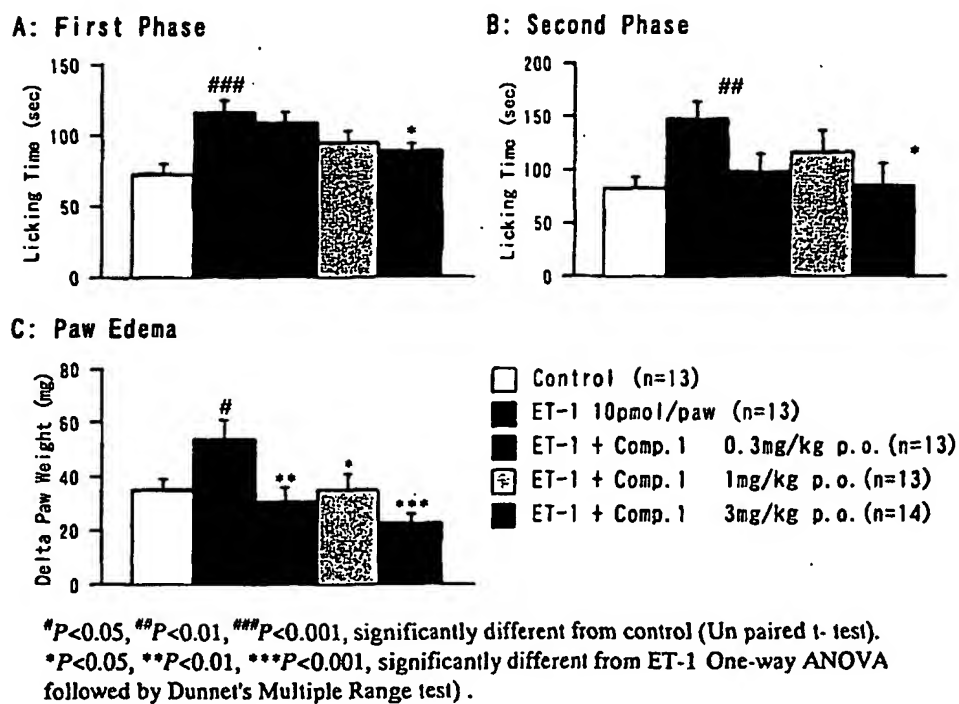 A: First Phase
B: Second Phase
Licking Time (sec)
150
100
50
0
###
*
Licking Time (sec)
200
150
100
50
0
##
*
C: Paw Edema
Delta Paw Weight (mg)
80
60
40
20
0
#
**
*
***
Control (n=13)
ET-1 10pmol/paw (n=13)
ET-1 + Comp.1 0.3mg/kg p.o.(n=13)
ET-1 + Comp.1 1mg/kg p.o.(n=13)
ET-1 + Comp.1 3mg/kg p.o.(n=14)
#P<0.05, ##P<0.01, ###P<0.001, significantly different from control (Un paired t- test).
*P<0.05, **P<0.01, ***P<0.001, significantly different from ET-1 One-way ANOVA
followed by Dunnet's Multiple Range test) .